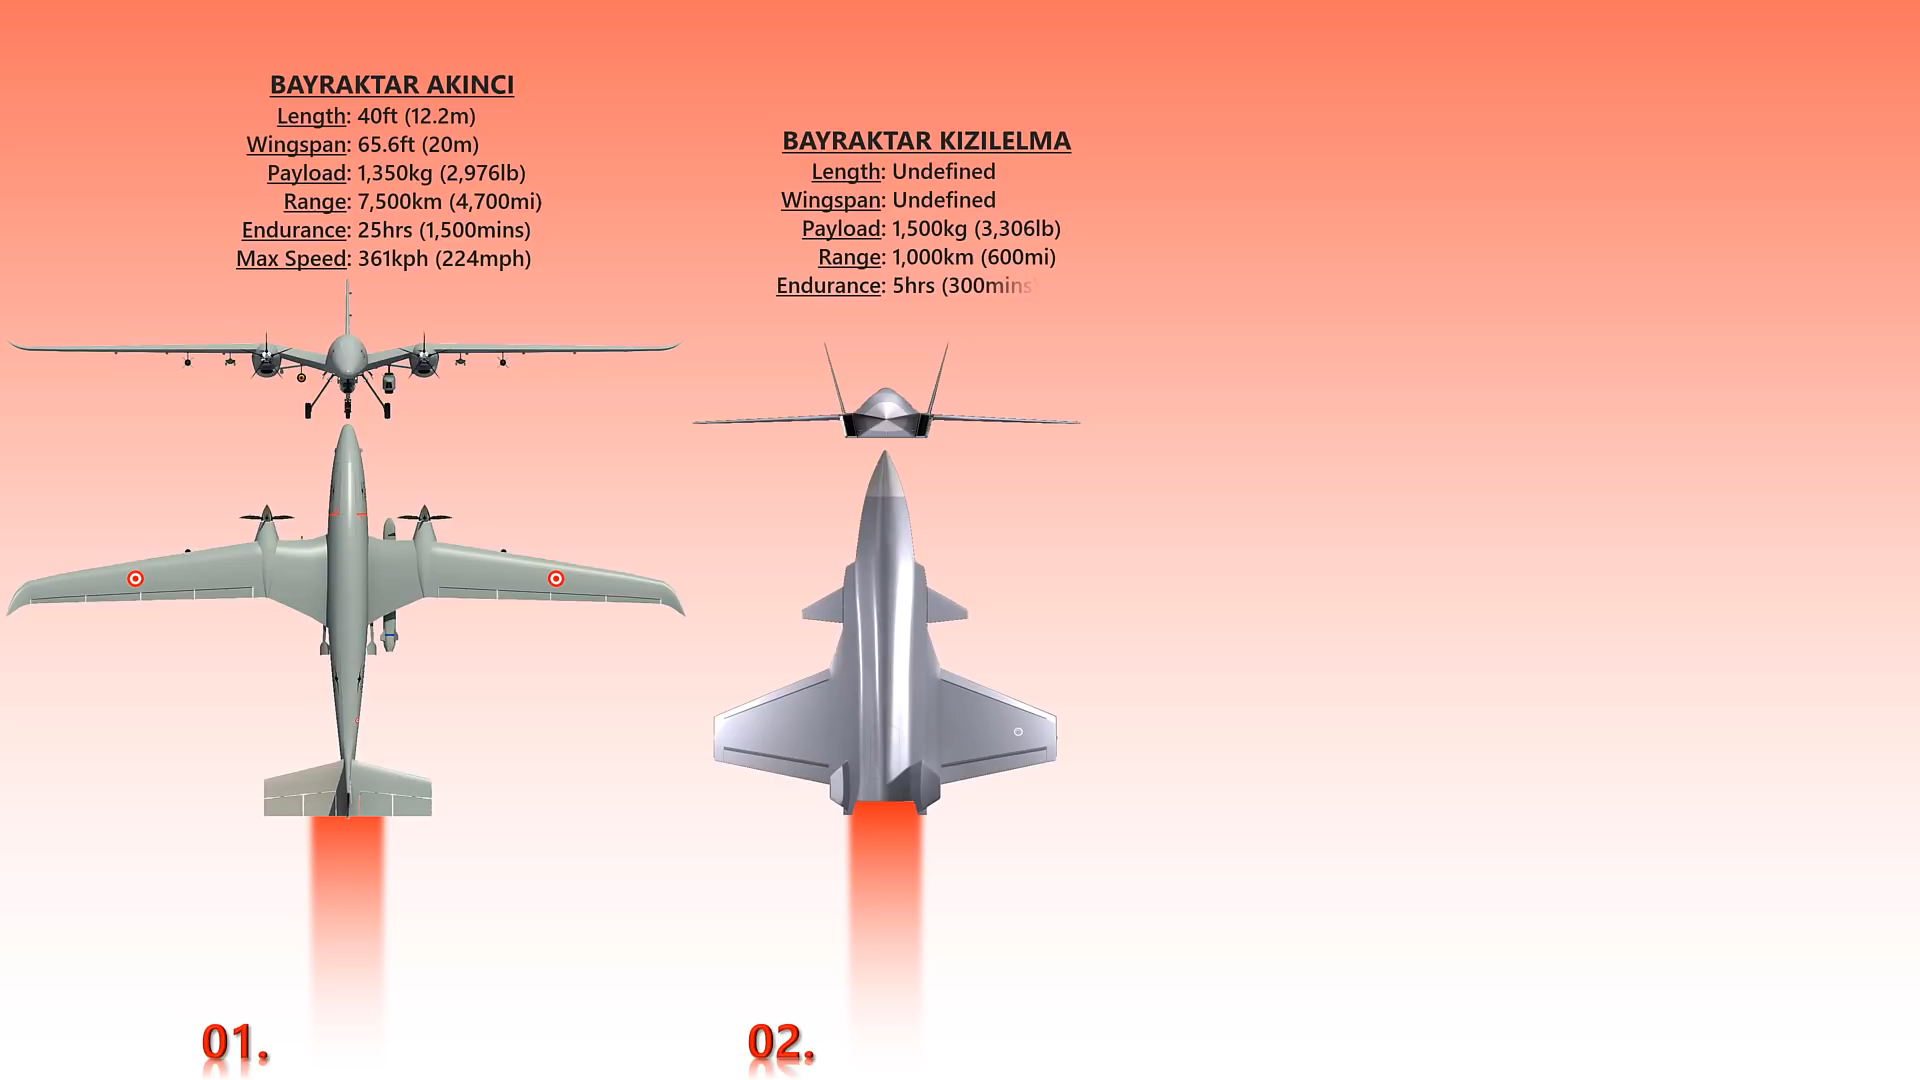 BAYRAKTAR AKINCI
Length: 40ft (12.2m)
Wingspan: 65.6ft (20m)
Payload: 1,350kg (2,976lb)
Range: 7,500km (4,700mi)
Endurance: 25hrs (1,500mins)
Max Speed: 361kph (224mph)
BAYRAKTAR KIZILELMA
Length: Undefined
Wingspan: Undefined
Payload: 1,500kg (3,306lb)
Range: 1,000km (600mi)
Endurance: 5hrs (300mins)
01.
02.